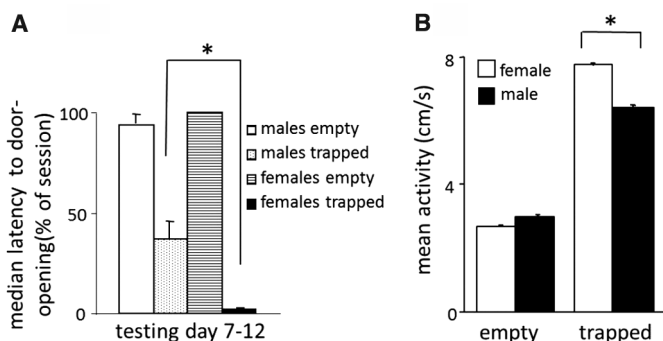 A
median latency to door-
opening(% of session)
100
50
0
*
males empty
males trapped
females empty
females trapped
testing day 7-12
B
mean activity (cm/s)
8
4
0
*
female
male
empty
trapped